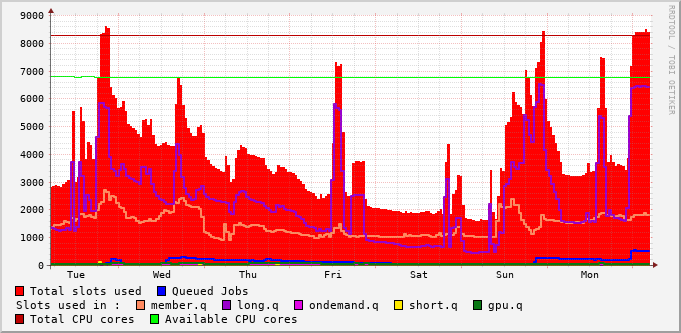 9000
8000
7000
6000
5000
4000
3000
2000
1000
0
Tue Wed Thu Fri Sat Sun Mon
RRDTOOL / TOBI OETIKER
Total slots used Queued Jobs
Slots used in : member.q long.q ondemand.q short.q gpu.q
Total CPU cores Available CPU cores